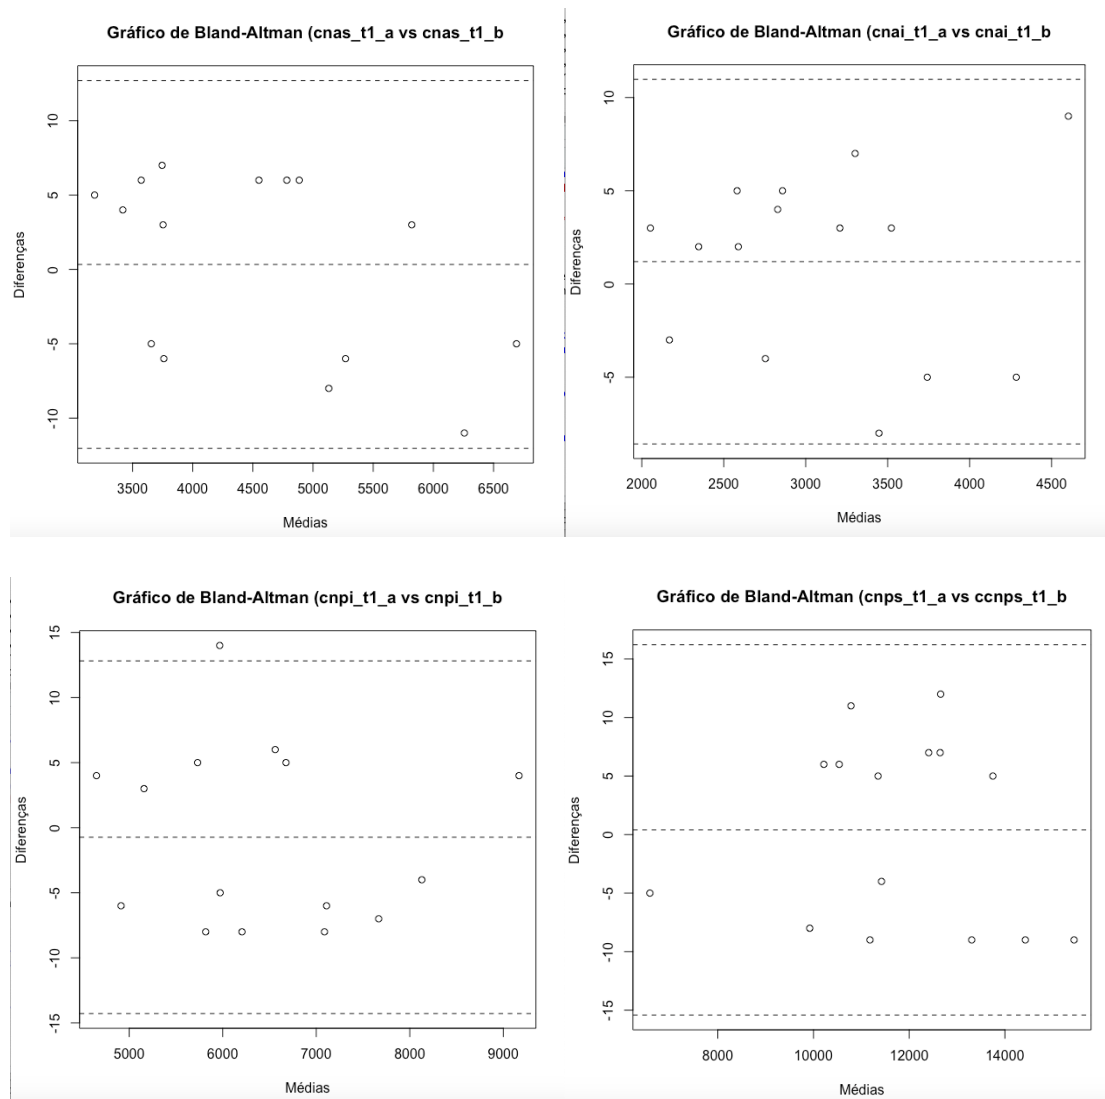 Gráfico de Bland-Altman (cnas_t1_a vs cnas_t1_b
Diferenças
10
5
0
-5
-10
3500 4000 4500 5000 5500 6000 6500
Médias
Gráfico de Bland-Altman (cnai_t1_a vs cnai_t1_b
Diferenças
10
5
0
-5
2000 2500 3000 3500 4000 4500
Médias
Gráfico de Bland-Altman (cnpi_t1_a vs cnpi_t1_b
Diferenças
15
10
5
0
-5
-10
-15
5000 6000 7000 8000 9000
Médias
Gráfico de Bland-Altman (cnps_t1_a vs ccnps_t1_b
Diferenças
15
10
5
0
-5
-10
-15
8000 10000 12000 14000
Médias